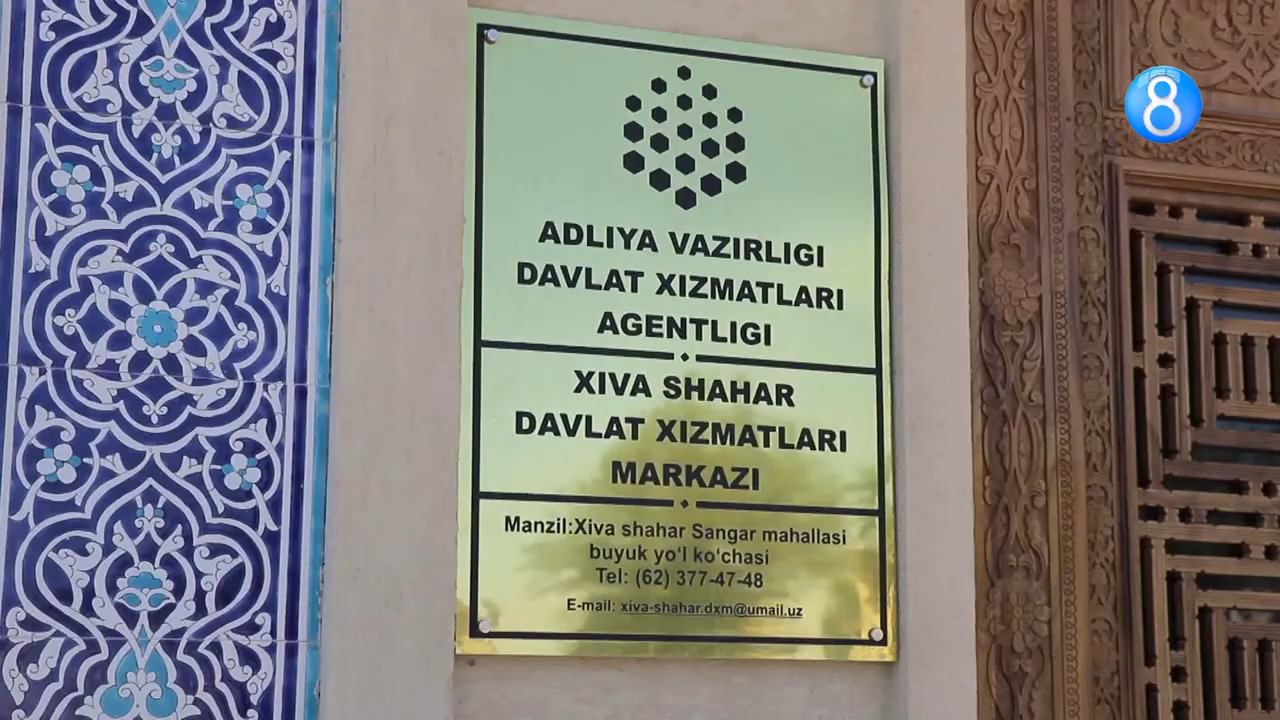 8
ADLIYA VAZIRLIGI
DAVLAT XIZMATLARI
AGENTLIGI
XIVA SHAHAR
DAVLAT XIZMATLARI
MARKAZI
Manzil:Xiva shahar Sangar mahallasi
buyuk yo‘l ko‘chasi
Tel: (62) 377-47-48
E-mail: xiva-shahar.dxm@umail.uz